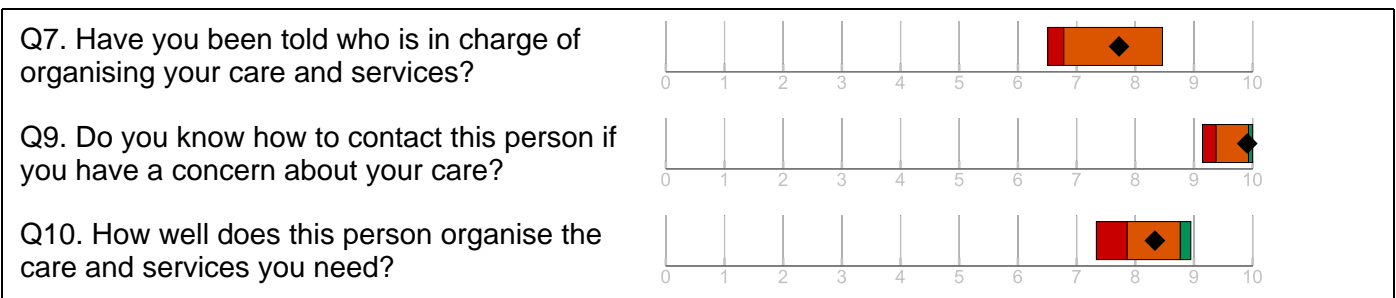 Q7. Have you been told who is in charge of
organising your care and services?
0 1 2 3 4 5 6 7 8 9 10
Q9. Do you know how to contact this person if
you have a concern about your care?
0 1 2 3 4 5 6 7 8 9 10
Q10. How well does this person organise the
care and services you need?
0 1 2 3 4 5 6 7 8 9 10